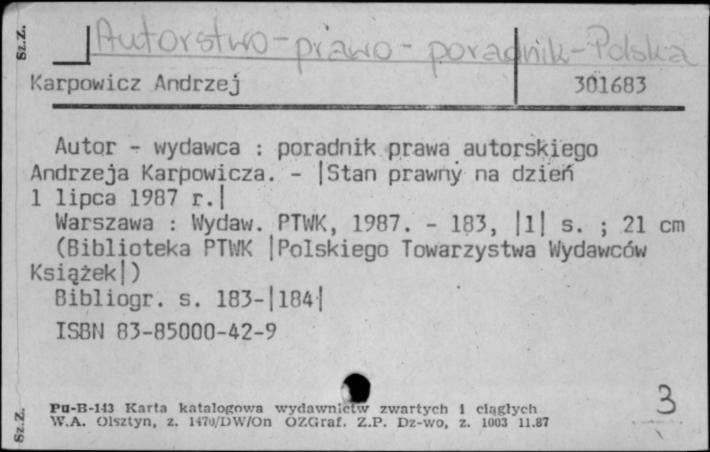 Sz.Z.
Autorstwo - prawo - poradnik - Polska
Karpowicz Andrzej 301683
Autor - wydawca : poradnik prawa autorskiego
Andrzeja Karpowicza. - |Stan prawny na dzień
1 lipca 1987 r.|
Warszawa : Wydaw. PTWK, 1987. - 183, |1| s. ; 21 cm
(Biblioteka PTWK |Polskiego Towarzystwa Wydawców
Książek|)
Bibliogr. s. 183-|184|
ISBN 83-85000-42-9
3
Pu-B-143 Karta katalogowa wydawnictw zwartych i ciągłych
W.A. Olsztyn, z. 1470/DW/On OZGraf. Z.P. Dz-wo, z. 1003 11.87
Sz.Z.